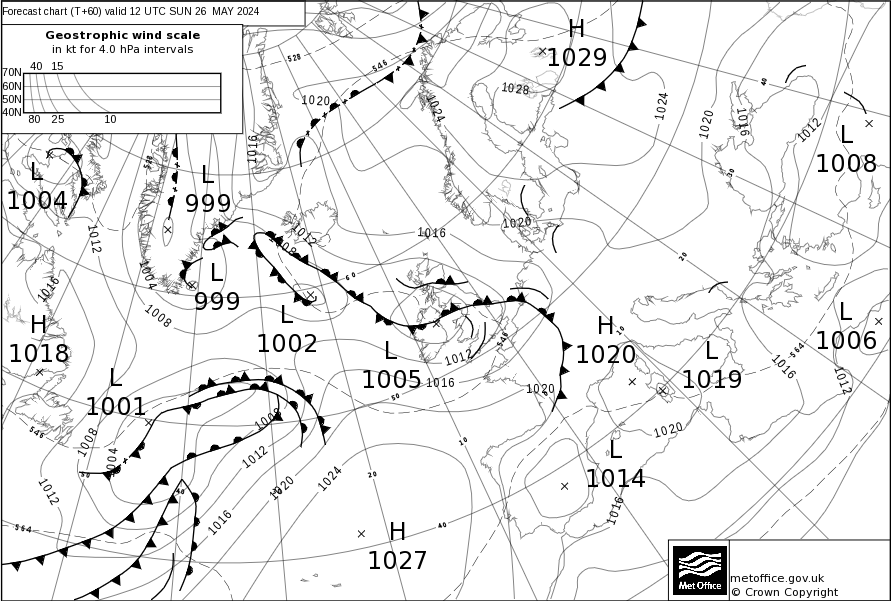 Forecast chart (T+60) valid 12 UTC SUN 26 MAY 2024
Geostrophic wind scale
in kt for 4.0 hPa intervals
40 15
70N
60N
50N
40N
80 25 10
H
1029
L
1008
L
1004
L
999
L
999
H
1018
L
1002
L
1005
L
1001
H
1020
L
1019
L
1006
L
1014
H
1027
528
546
1020
1016
1024
1028
1024
1020
1016
1012
40
30
20
10
528
1012
1004
1008
1016
1012
1008
1016
1020
60
1012
1016
546
50
1020
0
10
20
40
564
1016
1012
1020
1016
1008
1004
1008
1012
1012
1020
1024
1016
546
50
40
564
metoffice.gov.uk
© Crown Copyright
Met Office